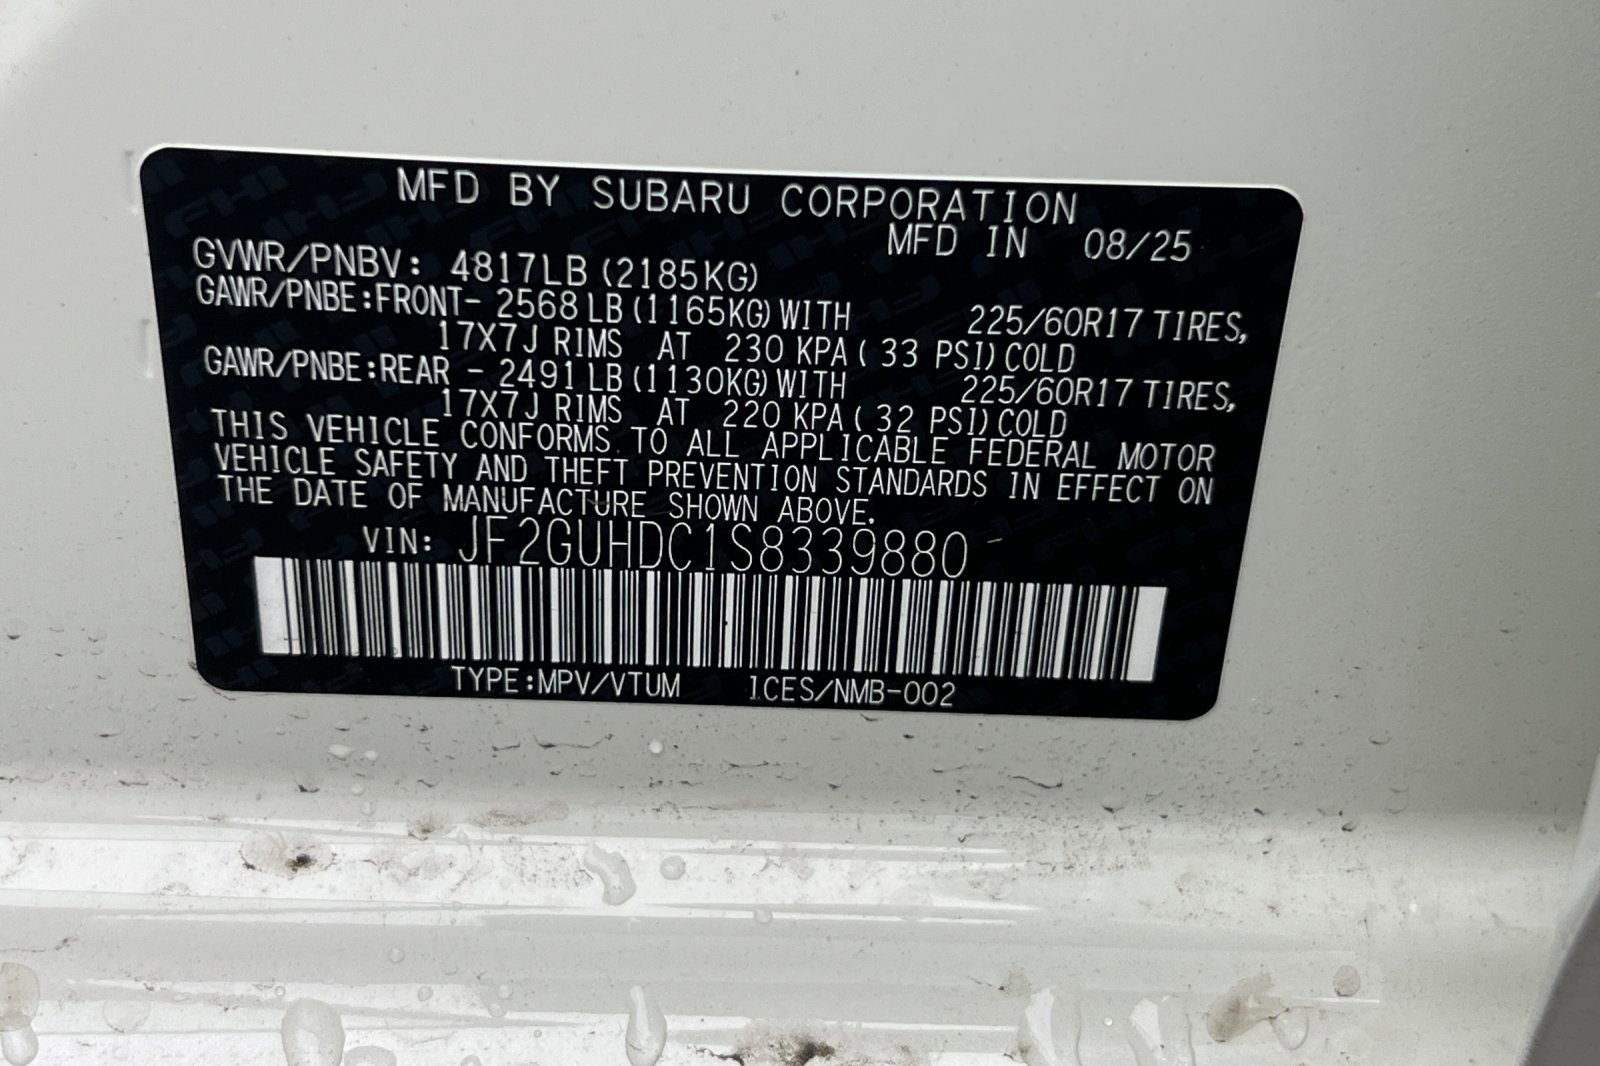 MFD BY SUBARU CORPORATION
MFD IN 08/25
GVWR/PNBV: 4817LB (2185KG)
GAWR/PNBE:FRONT- 2568 LB (1165KG) WITH 225/60R17 TIRES,
17X7J RIMS AT 230 KPA ( 33 PSI) COLD
GAWR/PNBE:REAR - 2491 LB (1130KG) WITH 225/60R17 TIRES,
17X7J RIMS AT 220 KPA ( 32 PSI) COLD
THIS VEHICLE CONFORMS TO ALL APPLICABLE FEDERAL MOTOR
VEHICLE SAFETY AND THEFT PREVENTION STANDARDS IN EFFECT ON
THE DATE OF MANUFACTURE SHOWN ABOVE.
VIN: JF2GUHDC1S8339880
TYPE:MPV/VTUM ICES/NMB-002